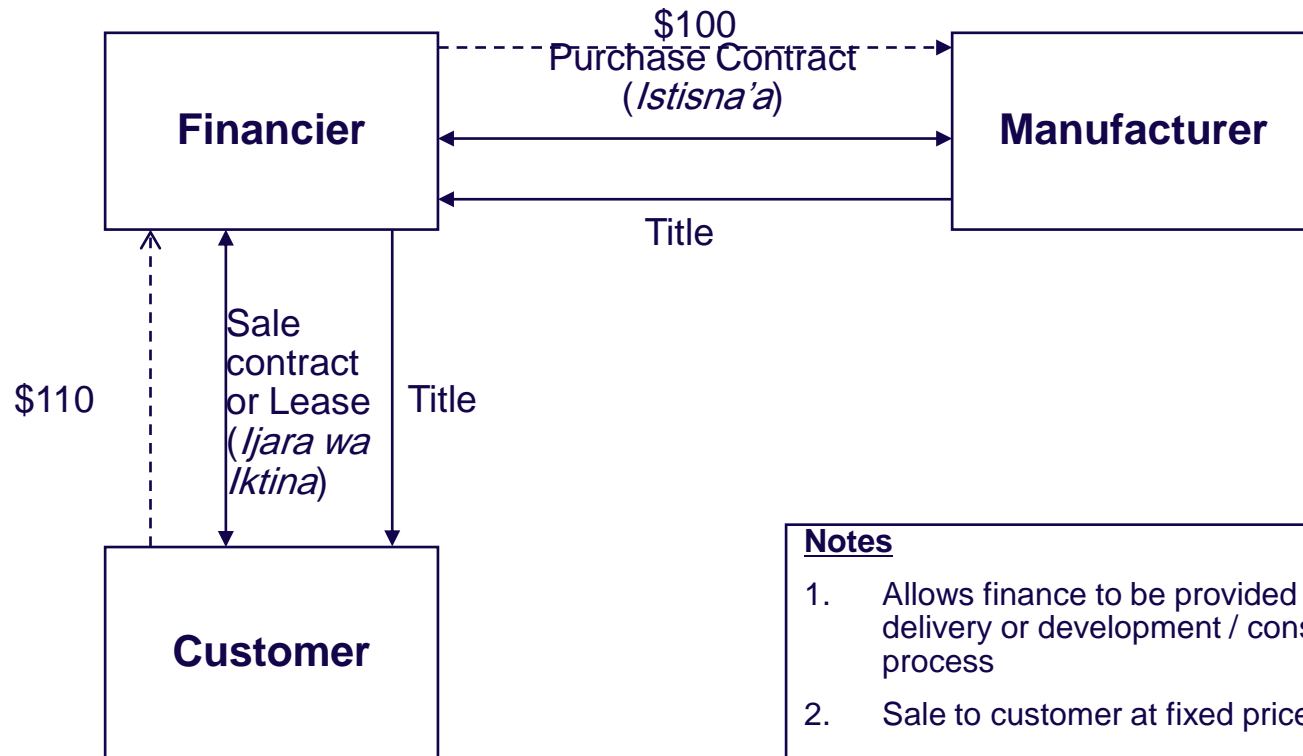 $100
Purchase Contract
(Istisna’a)
Financier
Manufacturer
Title
Sale
contract
or Lease
(Ijara wa
Iktina)
$110
Title
Customer
Notes
1. Allows finance to be provided
delivery or development /
process
2. Sale to customer at fixed price